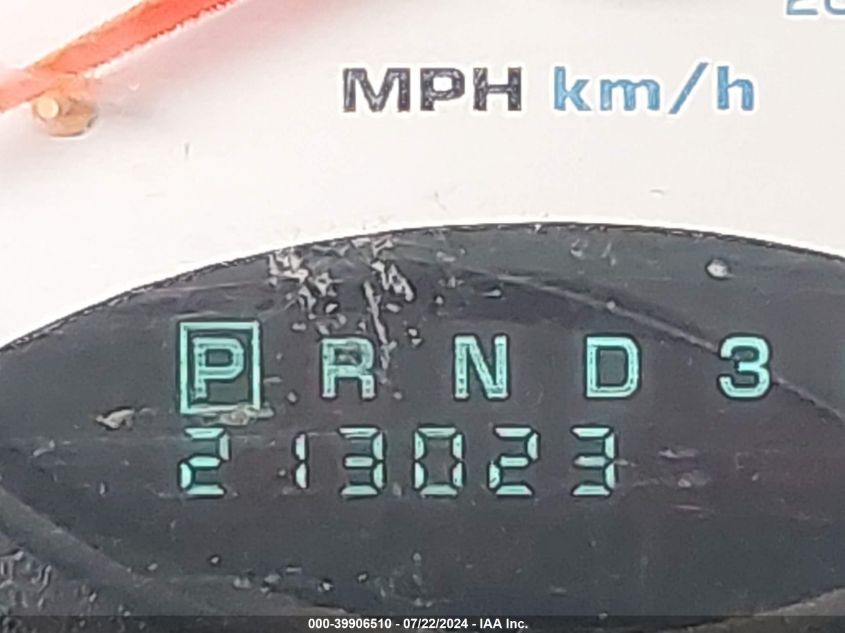 MPH km/h
P R N D 3
213023
000-39906510 - 07/22/2024 - IAA Inc.